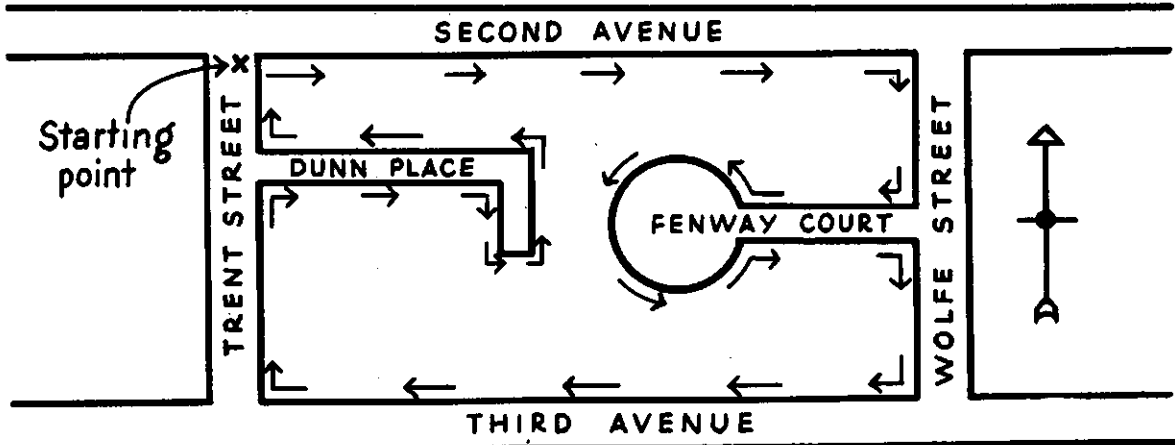 SECOND AVENUE
Starting
point
TRENT STREET
DUNN PLACE
FENWAY COURT
WOLFE STREET
THIRD AVENUE